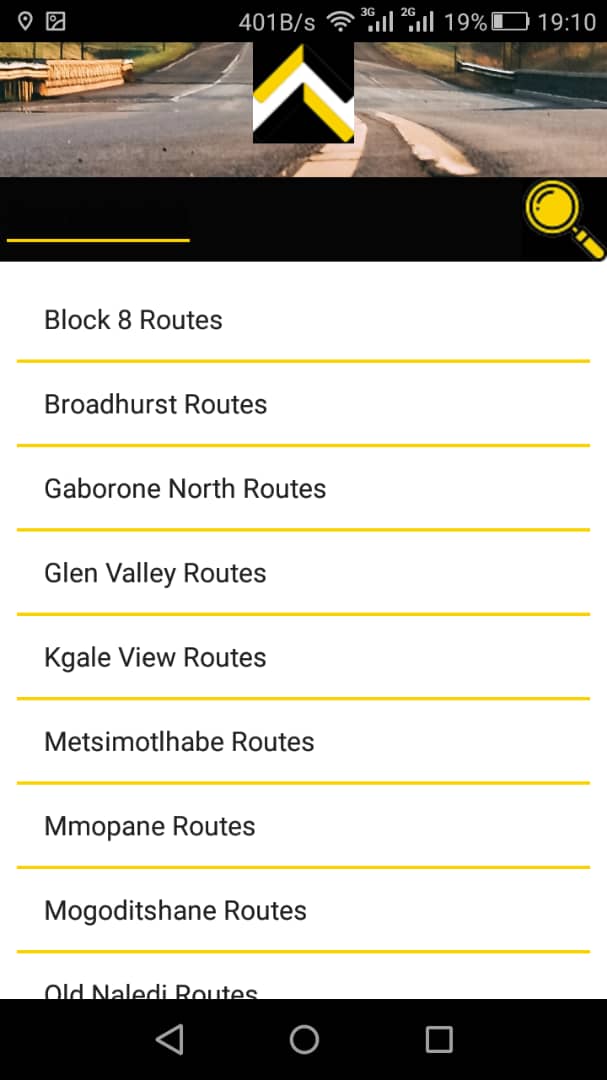 401B/s 3G 2G 19% 19:10
Block 8 Routes
Broadhurst Routes
Gaborone North Routes
Glen Valley Routes
Kgale View Routes
Metsimotlhabe Routes
Mmopane Routes
Mogoditshane Routes
Old Naledi Routes